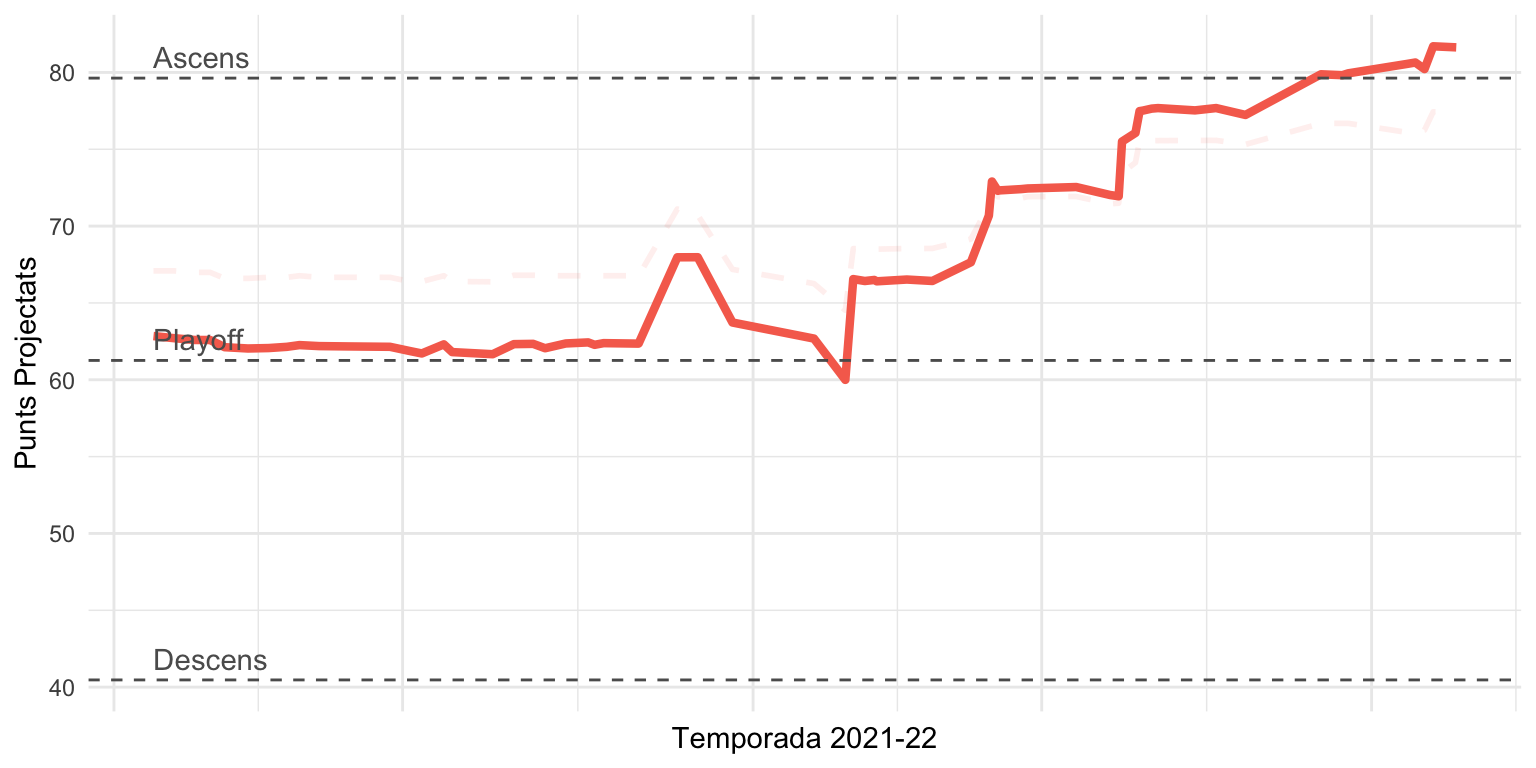 Ascens
80
70
Playoff
60
50
Descens
40
Punts Projectats
Temporada 2021-22